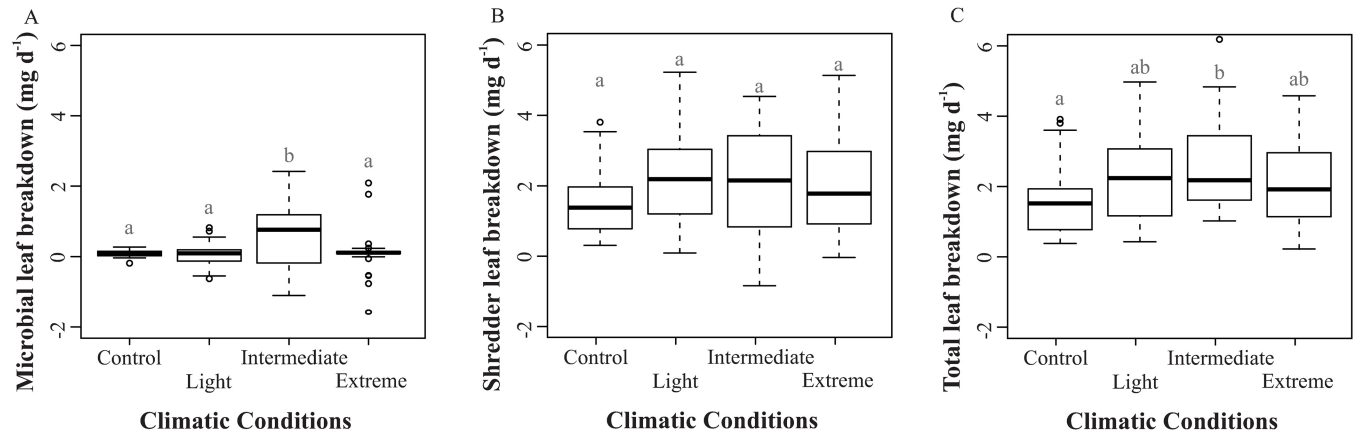 A
Microbial leaf breakdown (mg d-1)
6
4
2
0
-2
a
a
b
a
Control
Light
Intermediate
Extreme
Climatic Conditions
B
Shredder leaf breakdown (mg d-1)
6
4
2
0
-2
a
a
a
a
Control
Light
Intermediate
Extreme
Climatic Conditions
C
Total leaf breakdown (mg d-1)
6
4
2
0
-2
a
ab
b
ab
Control
Light
Intermediate
Extreme
Climatic Conditions